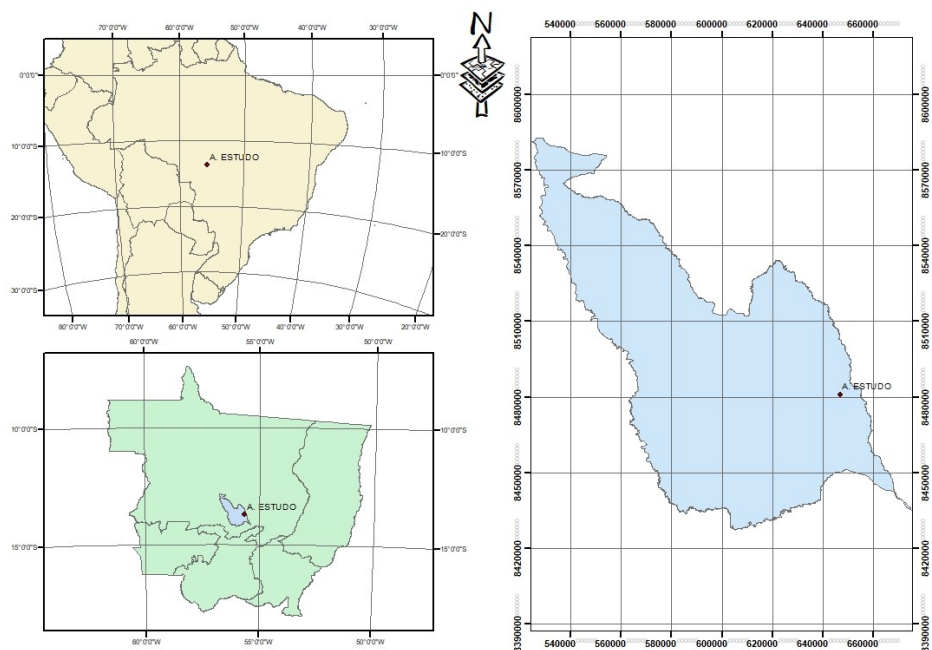 70°0'0"W 60°0'0"W 50°0'0"W 40°0'0"W 30°0'0"W
0°0'0" 0°0'0"
A. ESTUDO
10°0'0"S 10°0'0"S
20°0'0"S 20°0'0"S
30°0'0"S
80°0'0"W 70°0'0"W 60°0'0"W 50°0'0"W 40°0'0"W 30°0'0"W 20°0'0"W
60°0'0"W 55°0'0"W 50°0'0"W
10°0'0"S 10°0'0"S
A. ESTUDO
15°0'0"S 15°0'0"S
60°0'0"W 55°0'0"W 50°0'0"W
N
540000 560000 580000 600000 620000 640000 660000
8600000 8600000
8570000 8570000
8540000 8540000
8510000 8510000
A. ESTUDO
8480000 8480000
8450000 8450000
8420000 8420000
8390000 8390000
540000 560000 580000 600000 620000 640000 660000